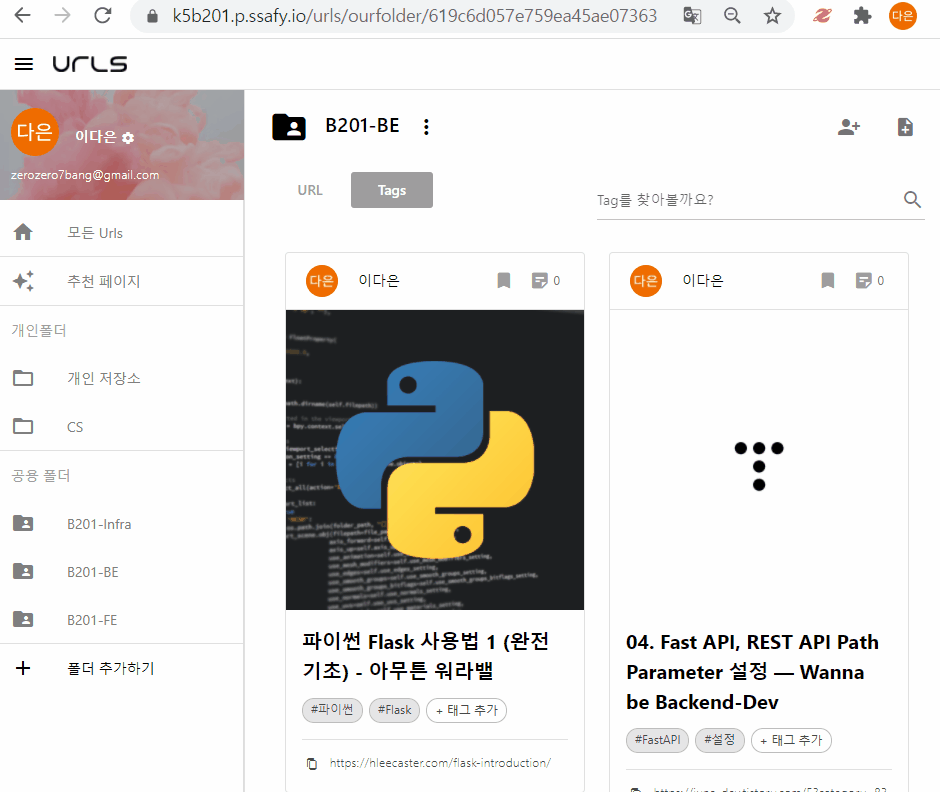 k5b201.p.ssafy.io/urls/ourfolder/619c6d057e759ea45ae07363
다은
urls
다은
이다은
zerozero7bang@gmail.com
모든 Urls
추천 페이지
개인폴더
개인 저장소
CS
공용 폴더
B201-Infra
B201-BE
B201-FE
폴더 추가하기
B201-BE
URL
Tags
Tag를 찾아볼까요?
다은
이다은
0
파이썬 Flask 사용법 1 (완전
기초) - 아무튼 워라밸
#파이썬
#Flask
+ 태그 추가
https://hleecaster.com/flask-introduction/
다은
이다은
0
04. Fast API, REST API Path
Parameter 설정 — Wanna
be Backend-Dev
#FastAPI
#설정
+ 태그 추가